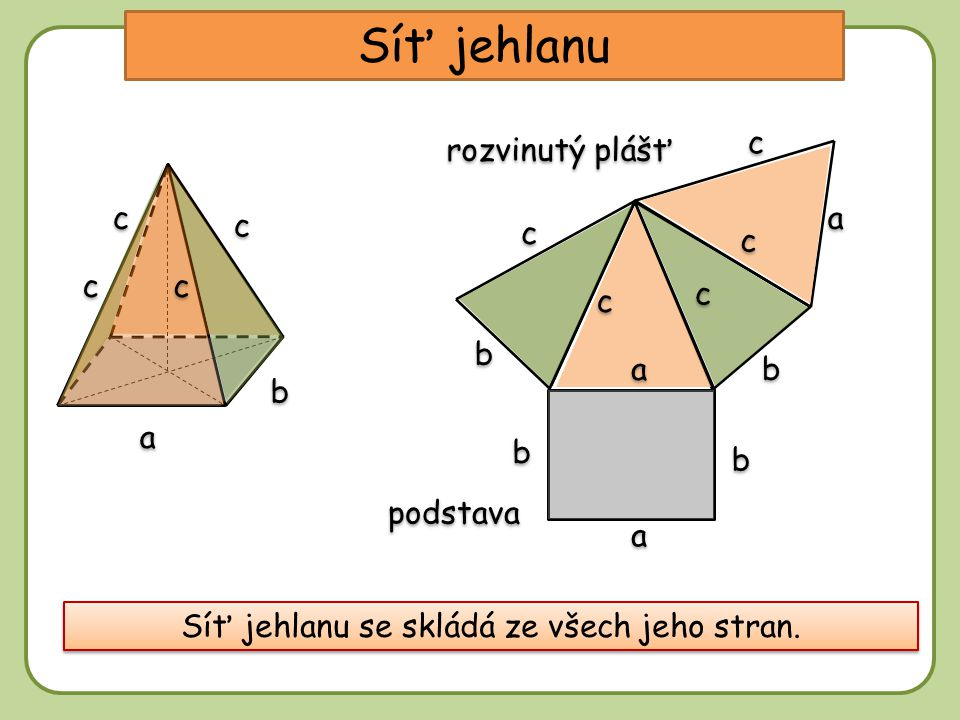 Síť jehlanu
rozvinutý plášť
c
c
c
c
c
b
a
c
a
c
c
c
c
b
a
b
b
b
podstava
a
Síť jehlanu se skládá ze všech jeho stran.